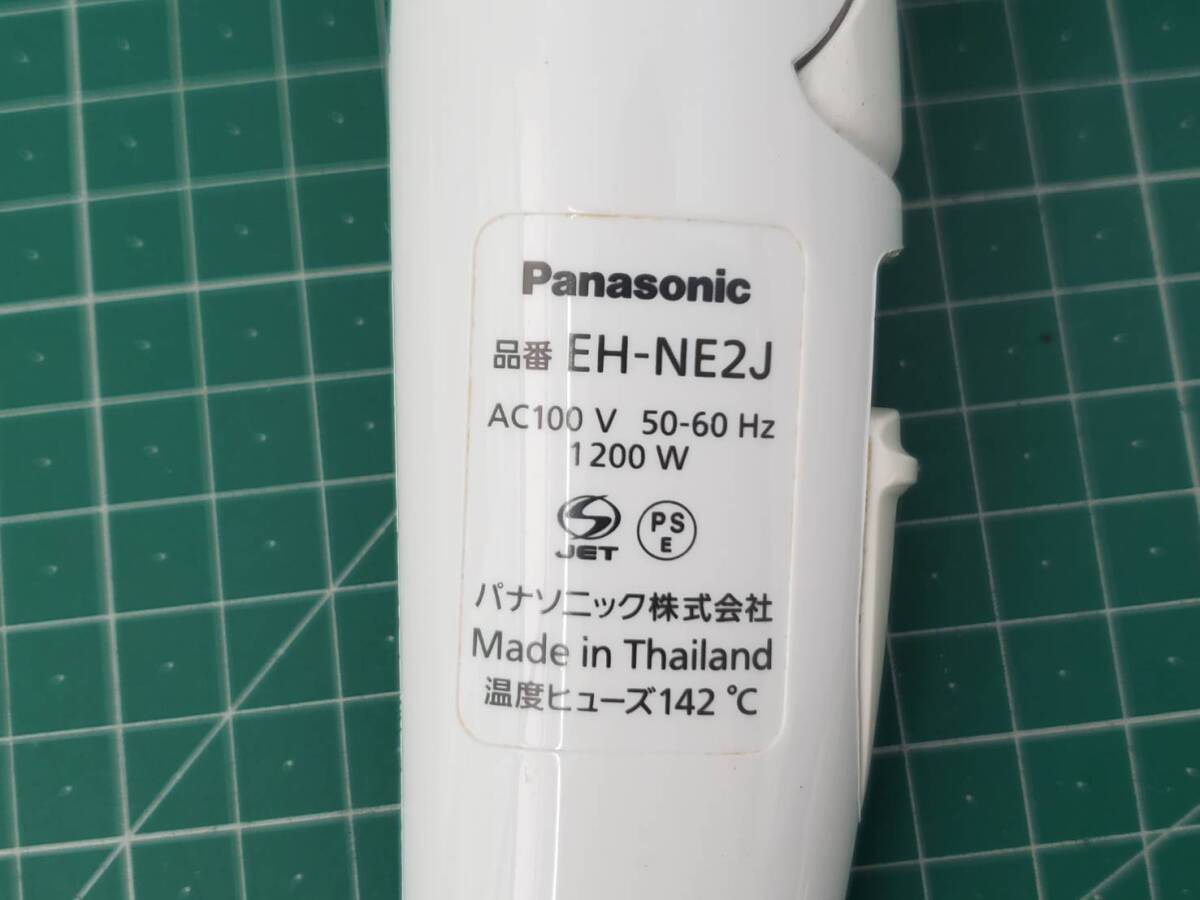 Panasonic
品番 EH-NE2J
AC100 V 50-60 Hz
1200 W
JET PS E
パナソニック株式会社
Made in Thailand
温度ヒューズ142 ℃